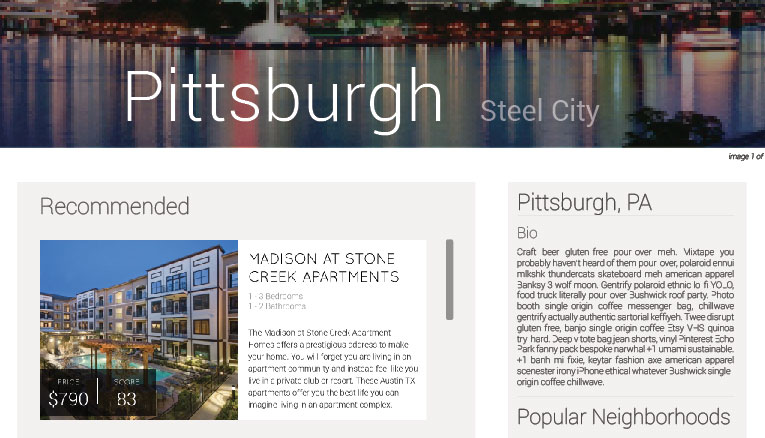 Pittsburgh Steel City
image 1 of
Recommended
MADISON AT STONE
CREEK APARTMENTS
1 - 3 Bedrooms
1 - 2 Bathrooms
The Madison at Stone Creek Apartment
Homes offers a prestigious address to make
your home. You will forget you are living in an
apartment community and instead feel like you
live in a private club or resort. These Austin TX
apartments offer you the best life you can
imagine living in an apartment complex.
PRICE
$790
SCORE
83
Pittsburgh, PA
Bio
Craft beer gluten free pour over meh. Mixtape you
probably haven't heard of them pour over, polaroid ennui
mlkshk thundercats skateboard meh american apparel
Banksy 3 wolf moon. Gentrify polaroid ethnic lo fi YOLO,
food truck literally pour over Bushwick roof party. Photo
booth single origin coffee messenger bag, chillwave
gentrify actually authentic sartorial keffiyeh. Twee disrupt
gluten free, banjo single origin coffee Etsy VHS quinoa
try hard. Deep v tote bag jean shorts, vinyl Pinterest Echo
Park fanny pack bespoke narwhal +1 umami sustainable.
+1 banh mi fixie, keytar fashion axe american apparel
scenester irony iPhone ethical whatever Bushwick single
origin coffee chillwave.
Popular Neighborhoods